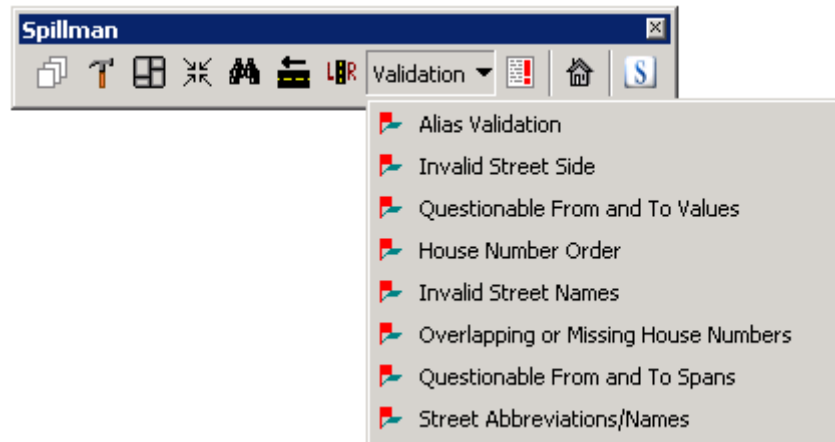 Spillman
L R Validation
S
Alias Validation
Invalid Street Side
Questionable From and To Values
House Number Order
Invalid Street Names
Overlapping or Missing House Numbers
Questionable From and To Spans
Street Abbreviations/Names